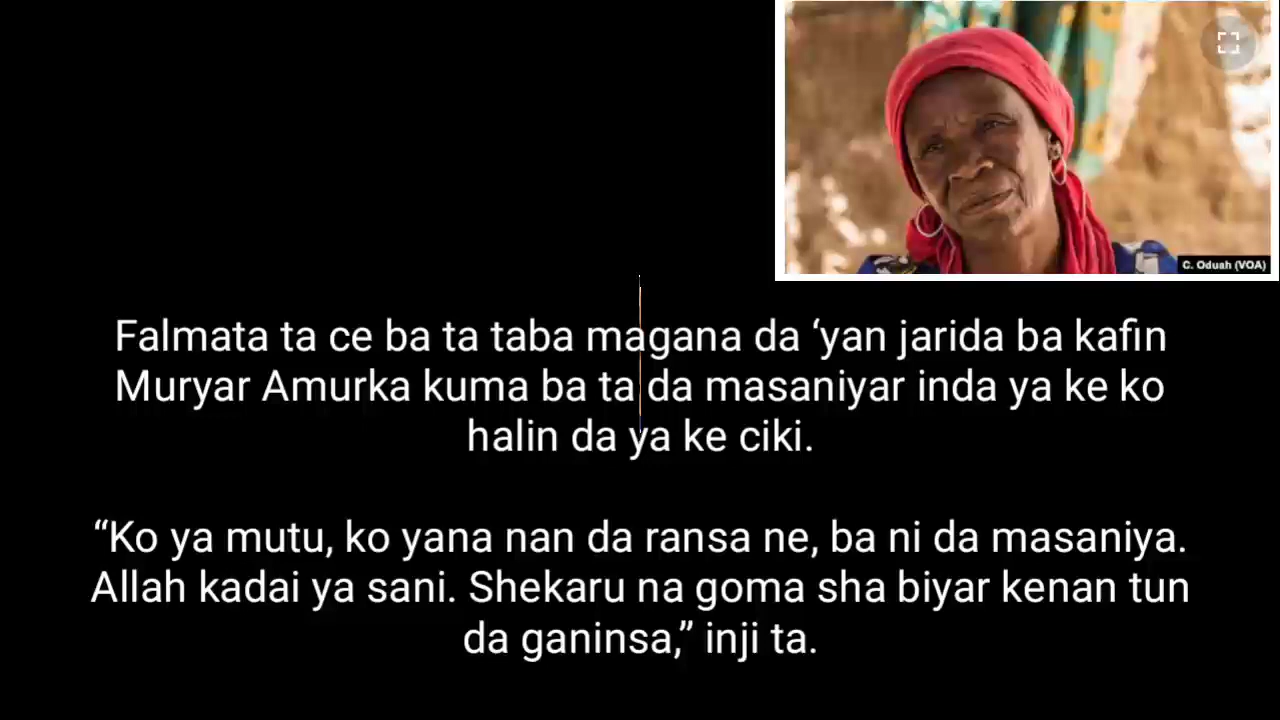 C. Oduah (VOA)
Falmata ta ce ba ta taba magana da ‘yan jarida ba kafin
Muryar Amurka kuma ba ta da masaniyar inda ya ke ko
halin da ya ke ciki.
“Ko ya mutu, ko yana nan da ransa ne, ba ni da masaniya.
Allah kadai ya sani. Shekaru na goma sha biyar kenan tun
da ganinsa,” inji ta.